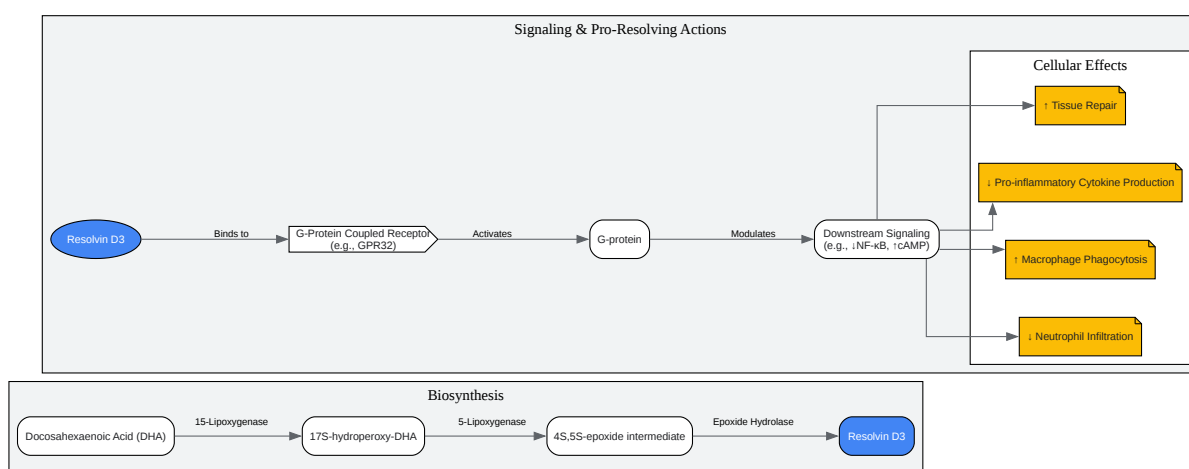 Signaling & Pro-Resolving Actions
Cellular Effects
↑ Tissue Repair
↓ Pro-inflammatory Cytokine Production
Resolvin D3
Binds to
G-Protein Coupled Receptor
(e.g., GPR32)
Activates
G-protein
Modulates
Downstream Signaling
(e.g., ↓NF-κB, ↑cAMP)
↑ Macrophage Phagocytosis
↓ Neutrophil Infiltration
Biosynthesis
Docosahexaenoic Acid (DHA)
15-Lipoxygenase
17S-hydroperoxy-DHA
5-Lipoxygenase
4S,5S-epoxide intermediate
Epoxide Hydrolase
Resolvin D3